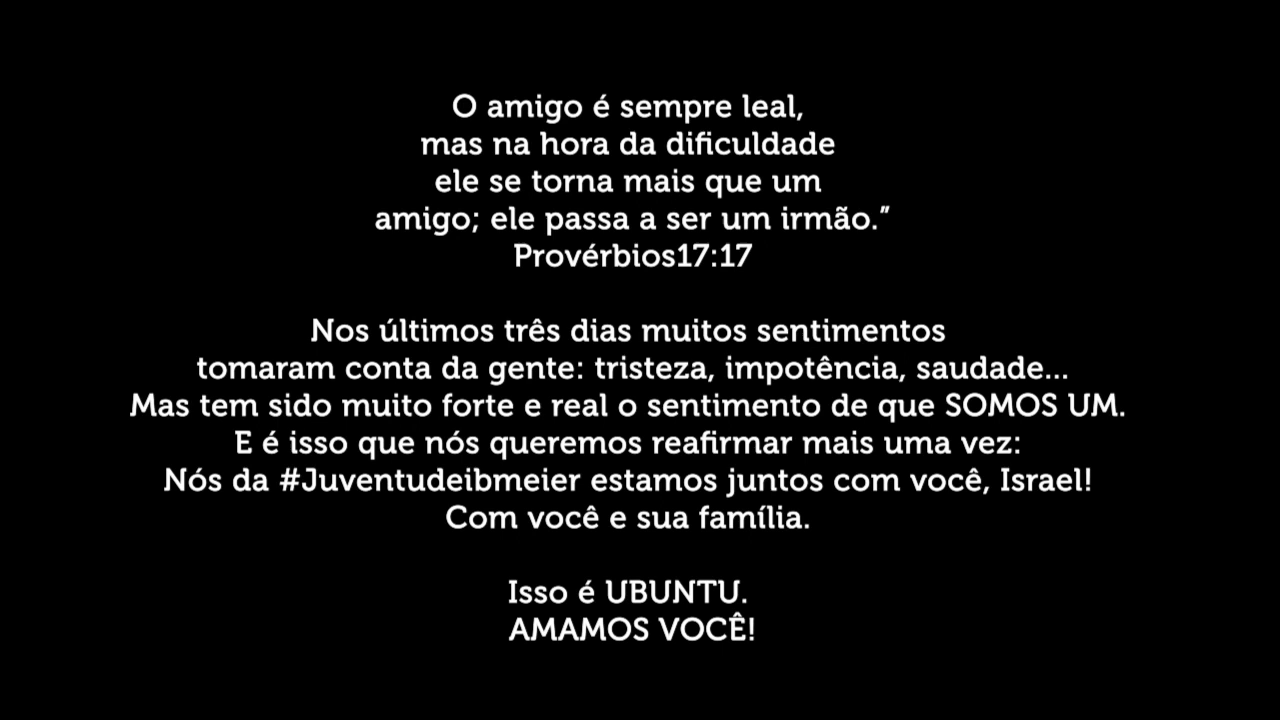 O amigo é sempre leal,
mas na hora da dificuldade
ele se torna mais que um
amigo; ele passa a ser um irmão.”
Provérbios17:17
Nos últimos três dias muitos sentimentos
tomaram conta da gente: tristeza, impotência, saudade...
Mas tem sido muito forte e real o sentimento de que SOMOS UM.
E é isso que nós queremos reafirmar mais uma vez:
Nós da #Juventudeibmeier estamos juntos com você, Israel!
Com você e sua família.
Isso é UBUNTU.
AMAMOS VOCÊ!